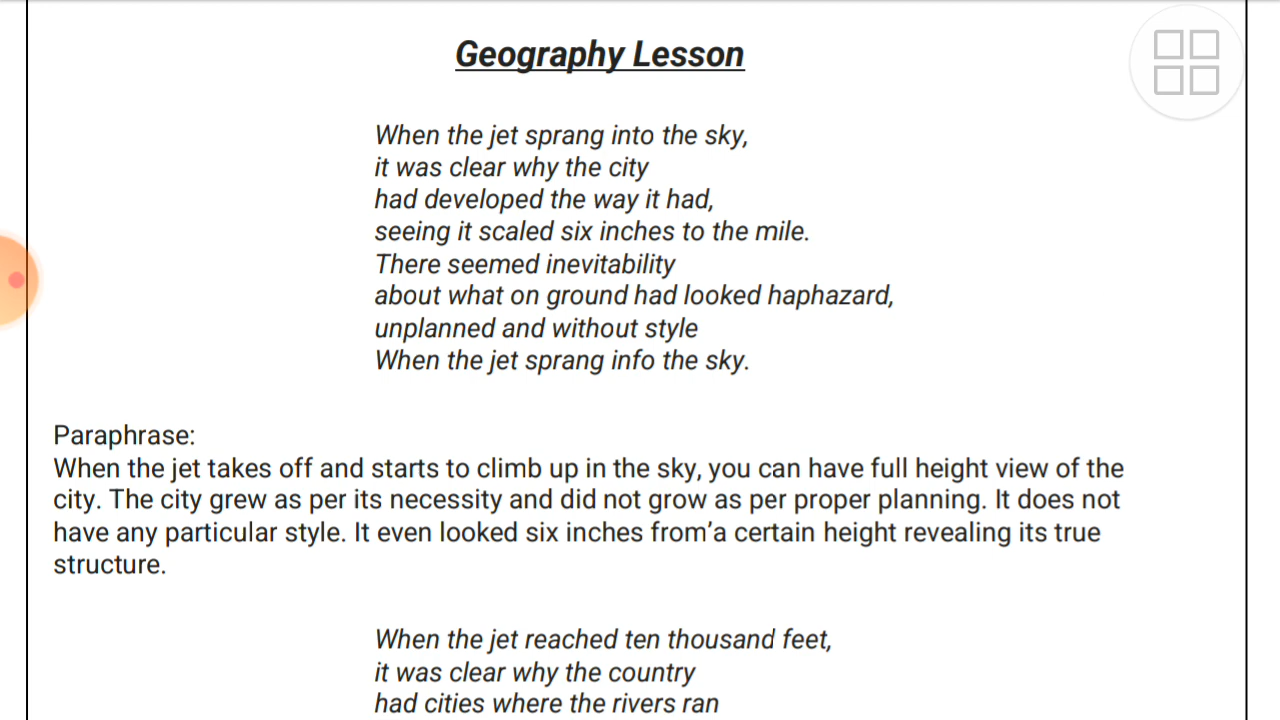 Geography Lesson
When the jet sprang into the sky,
it was clear why the city
had developed the way it had,
seeing it scaled six inches to the mile.
There seemed inevitability
about what on ground had looked haphazard,
unplanned and without style
When the jet sprang info the sky.
Paraphrase:
When the jet takes off and starts to climb up in the sky, you can have full height view of the
city. The city grew as per its necessity and did not grow as per proper planning. It does not
have any particular style. It even looked six inches from’a certain height revealing its true
structure.
When the jet reached ten thousand feet,
it was clear why the country
had cities where the rivers ran